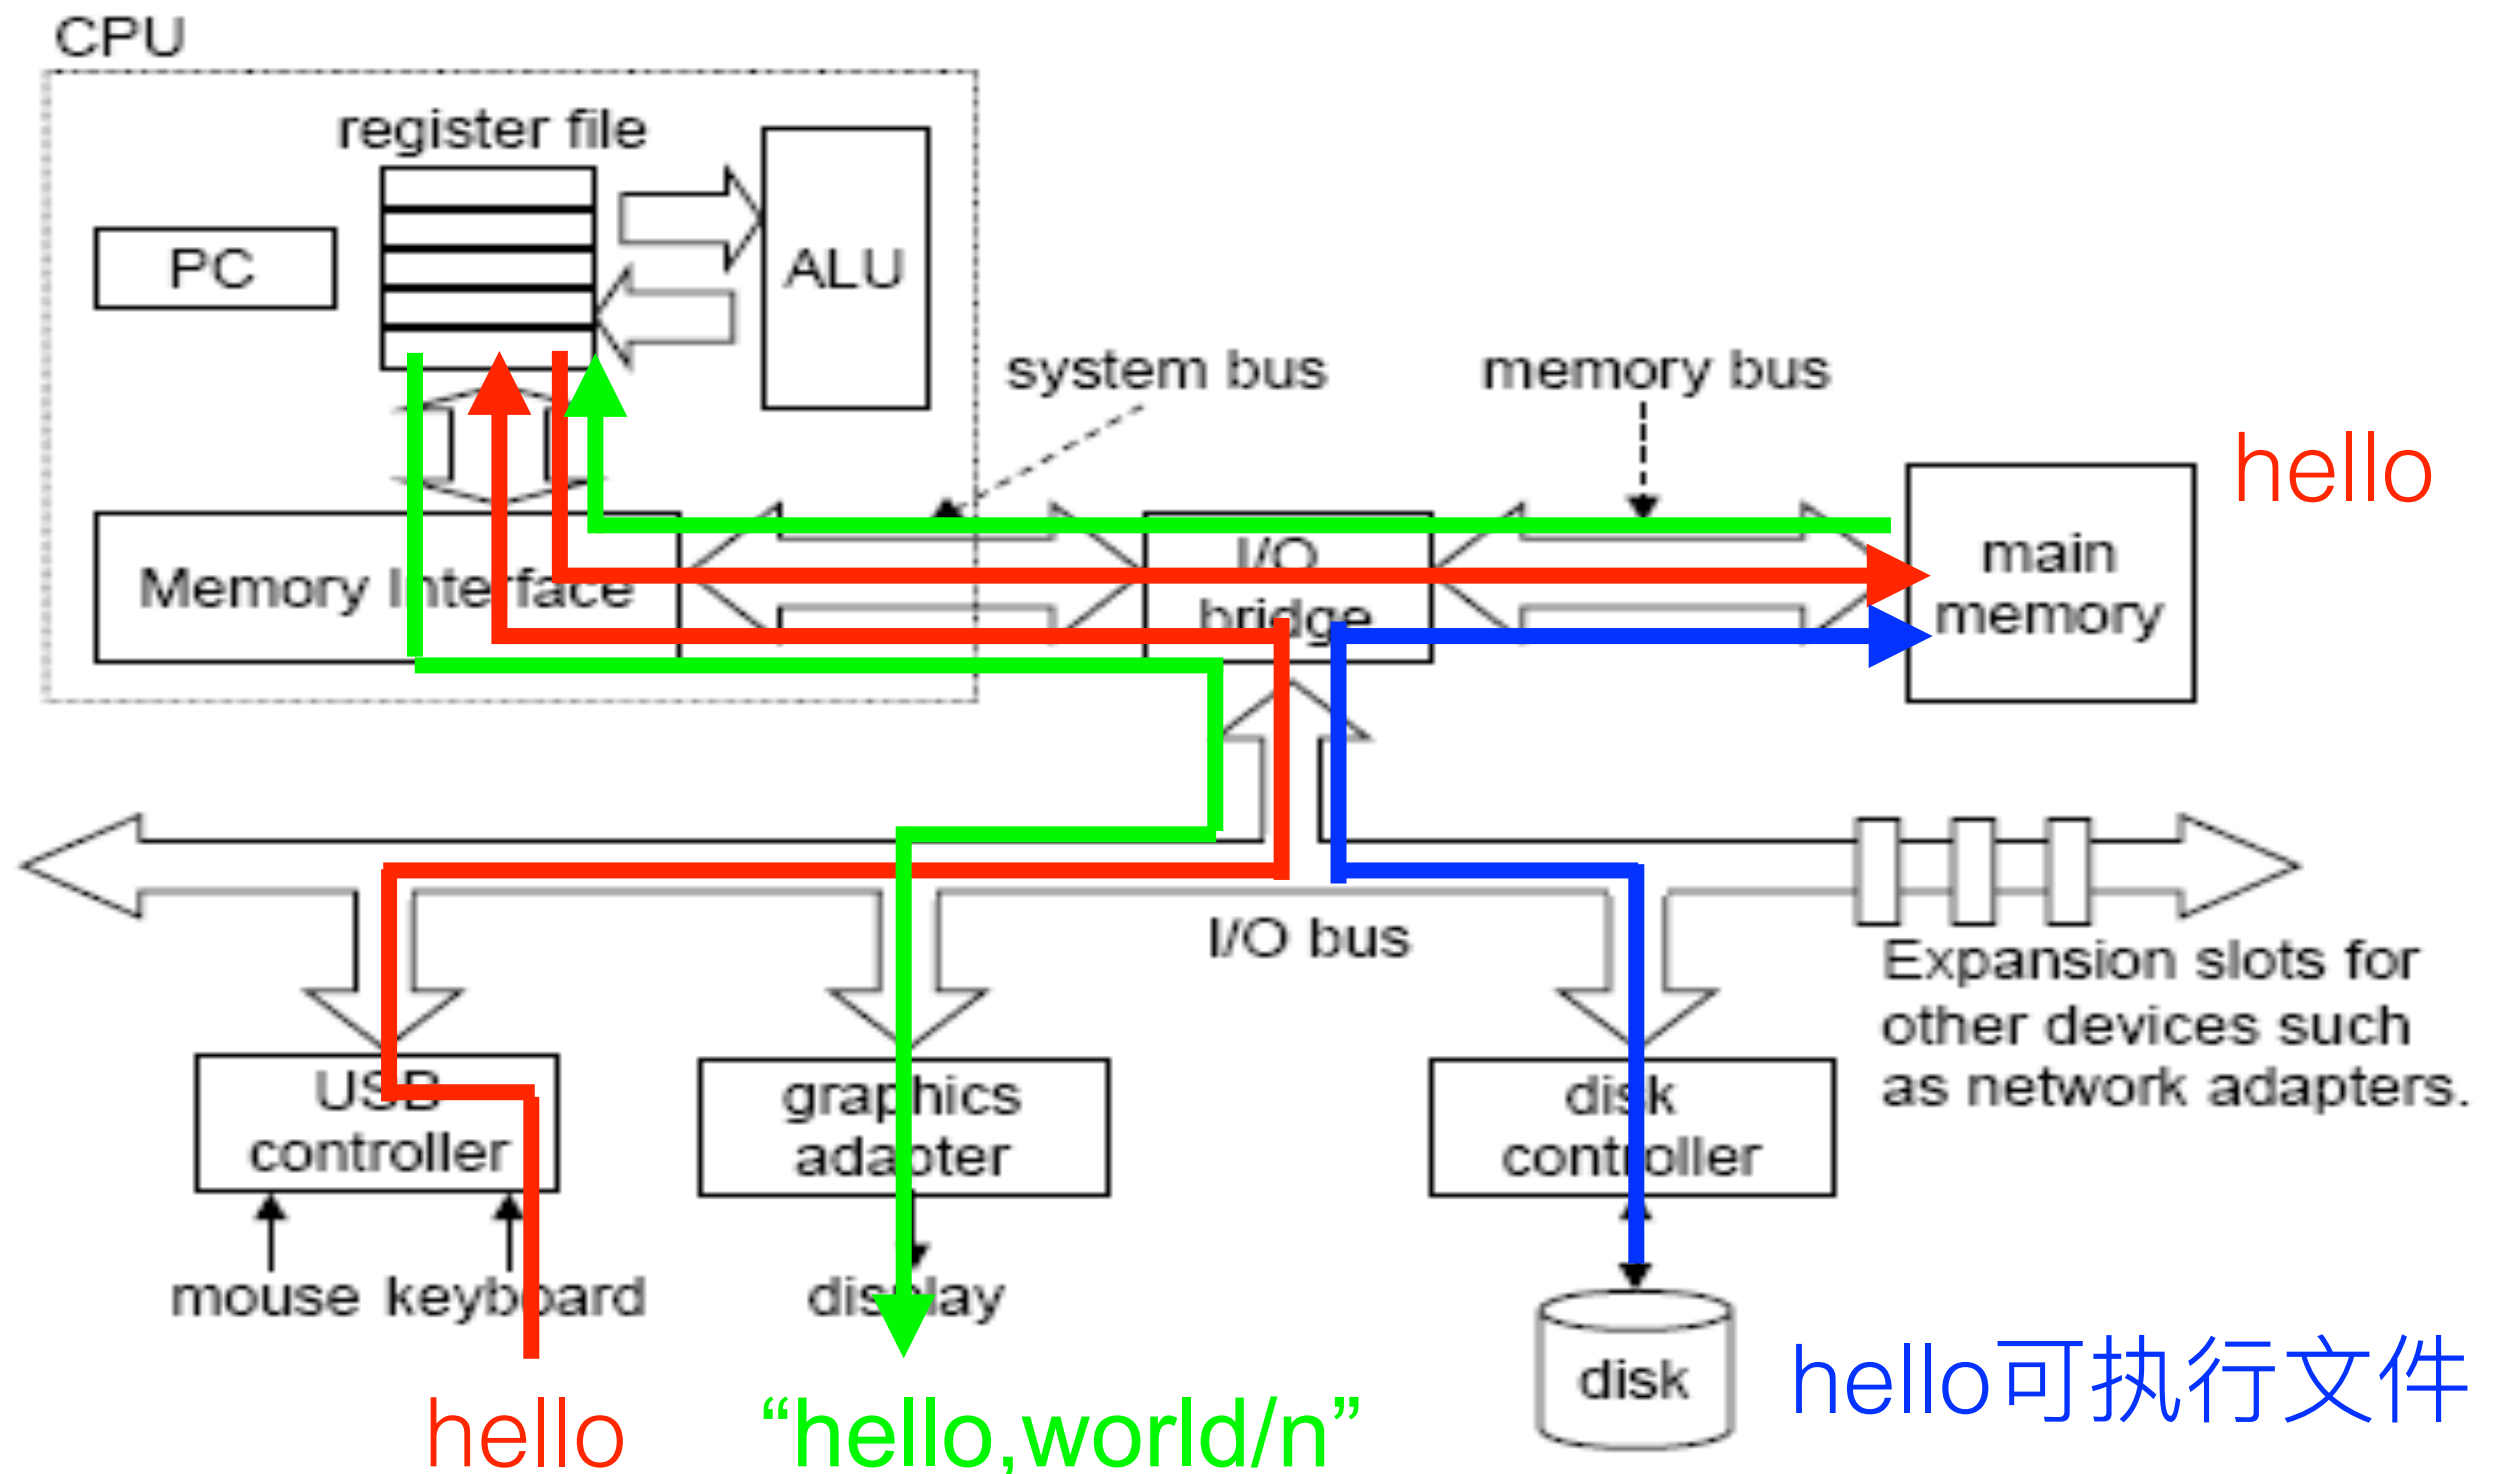 CPU
register file
PC
ALU
system bus
memory bus
hello
Memory Interface
I/O
bridge
main
memory
I/O bus
Expansion slots for
other devices such
as network adapters.
USB
controller
graphics
adapter
disk
controller
mouse keyboard
display
disk
hello
“hello,world/n”
hello可执行文件